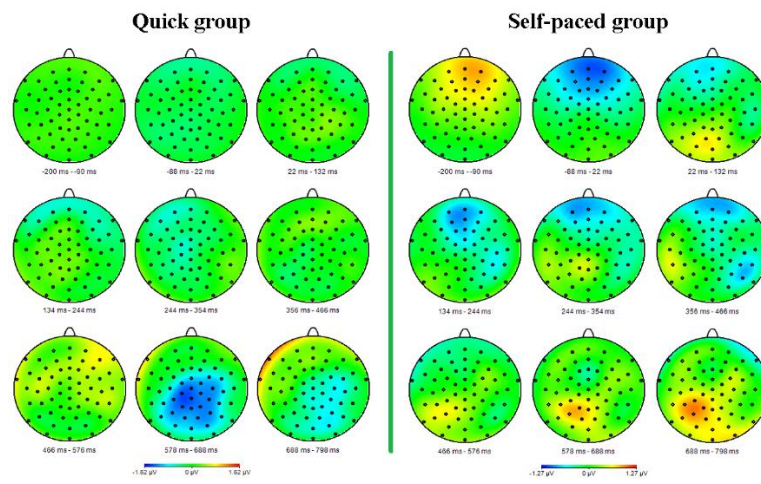 Quick group
-200 ms --90 ms
-88 ms - 22 ms
22 ms - 132 ms
134 ms - 244 ms
244 ms - 354 ms
356 ms - 466 ms
466 ms - 576 ms
578 ms - 688 ms
688 ms - 798 ms
-1.62 µV
0 µV
1.62 µV
Self-paced group
-200 ms --90 ms
-88 ms - 22 ms
22 ms - 132 ms
134 ms - 244 ms
244 ms - 354 ms
356 ms - 466 ms
466 ms - 576 ms
578 ms - 688 ms
688 ms - 798 ms
-1.27 µV
0 µV
1.27 µV